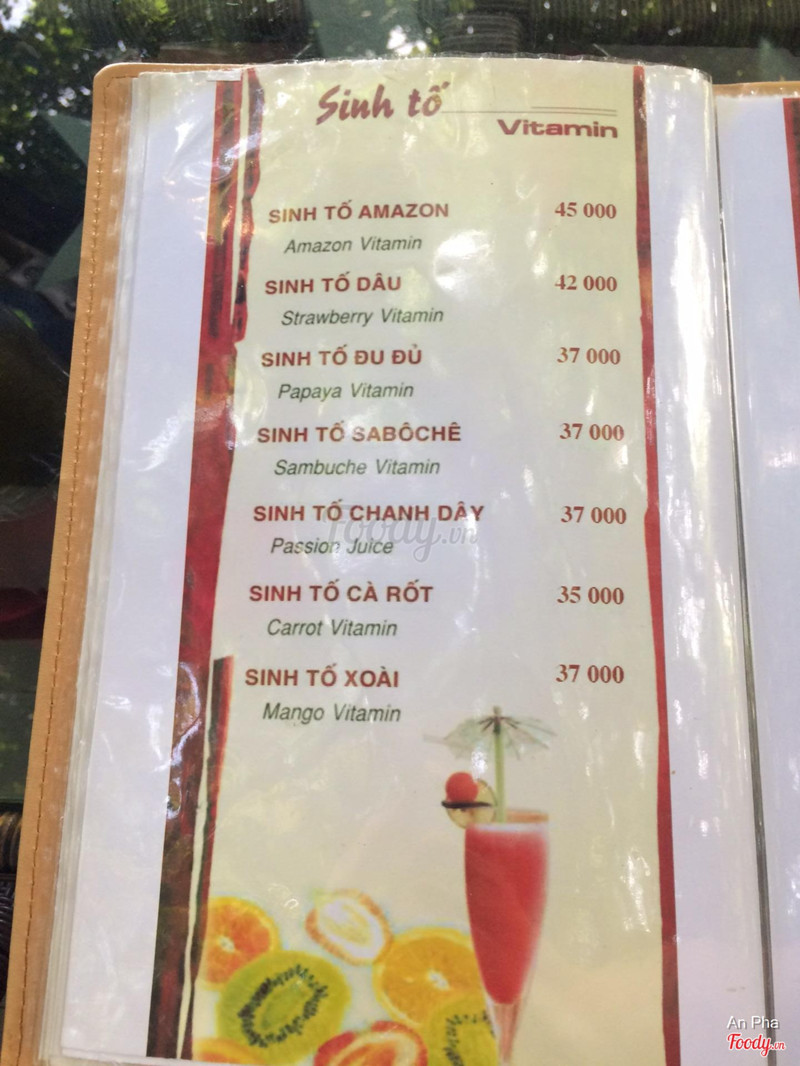 Sinh tố
Vitamin
SINH TỐ AMAZON 45 000
Amazon Vitamin
SINH TỐ DÂU 42 000
Strawberry Vitamin
SINH TỐ ĐU ĐỦ 37 000
Papaya Vitamin
SINH TỐ SABÔCHÊ 37 000
Sambuche Vitamin
SINH TỐ CHANH DÂY 37 000
Passion Juice
Foody.vn
SINH TỐ CÀ RỐT 35 000
Carrot Vitamin
SINH TỐ XOÀI 37 000
Mango Vitamin
An Pha
Foody.vn